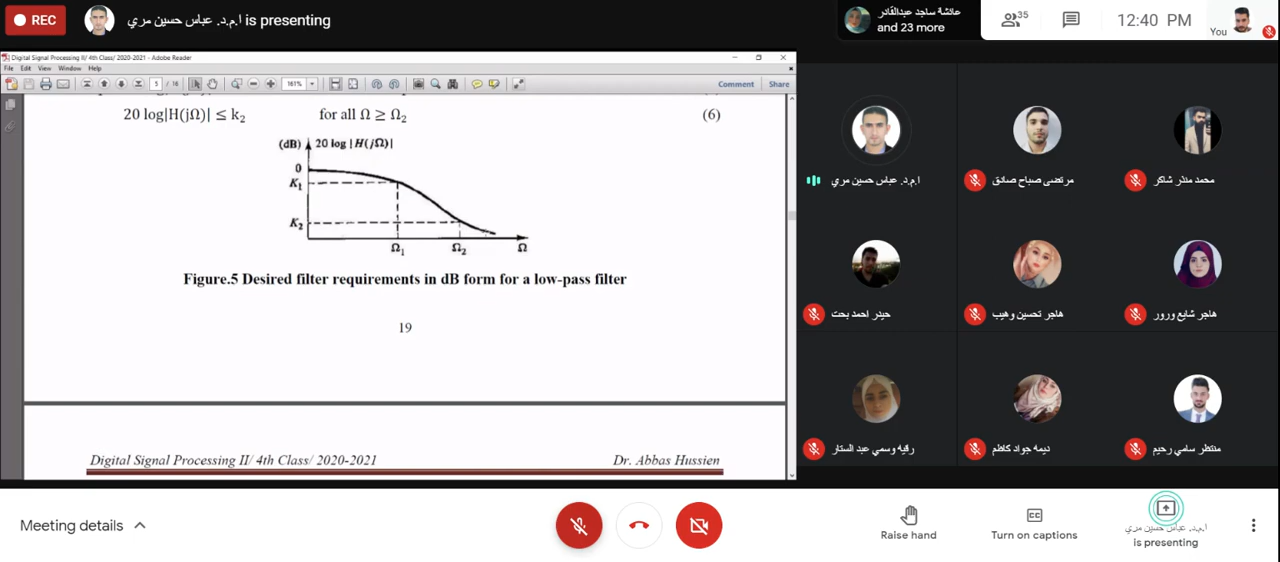 REC
ا.م.د. عباس حسين مري is presenting
عائشة ساجد عبدالقادر
and 23 more
35
12:40 PM
You
Digital Signal Processing II/ 4th Class/ 2020-2021 - Adobe Reader
File Edit View Window Help
5 / 18
161%
Comment
Share
20 log|H(jΩ)| ≤ k₂ for all Ω ≥ Ω₂ (6)
(dB) 20 log |H(jΩ)|
0
K₁
K₂
Ω₁ Ω₂ Ω
Figure.5 Desired filter requirements in dB form for a low-pass filter
19
Digital Signal Processing II/ 4th Class/ 2020-2021 Dr. Abbas Hussien
ا.م.د. عباس حسين مري
مرتضى صباح صادق
محمد منذر شاكر
حيدر احمد بخت
هاجر تحسين وهيب
هاجر شايع ورور
رقيه وسمي عبد الستار
ديمه جواد كاظم
منتظر سامي رحيم
Meeting details
Raise hand
CC
Turn on captions
ا.م.د. عباس حسين مري
is presenting